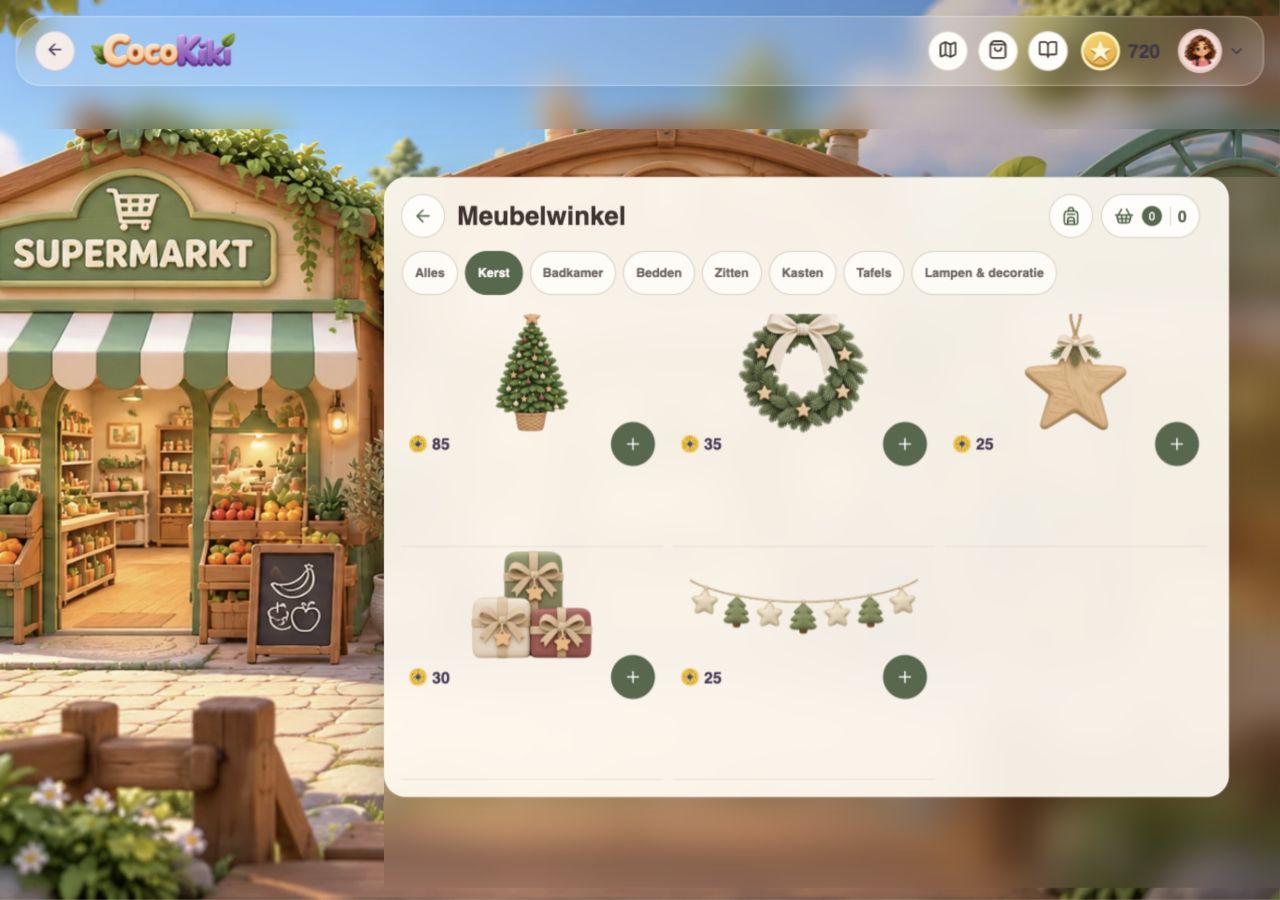 CocoKiki
720
SUPERMARKT
Meubelwinkel
0 0
Alles Kerst Badkamer Bedden Zitten Kasten Tafels Lampen & decoratie
85 35 25
30 25